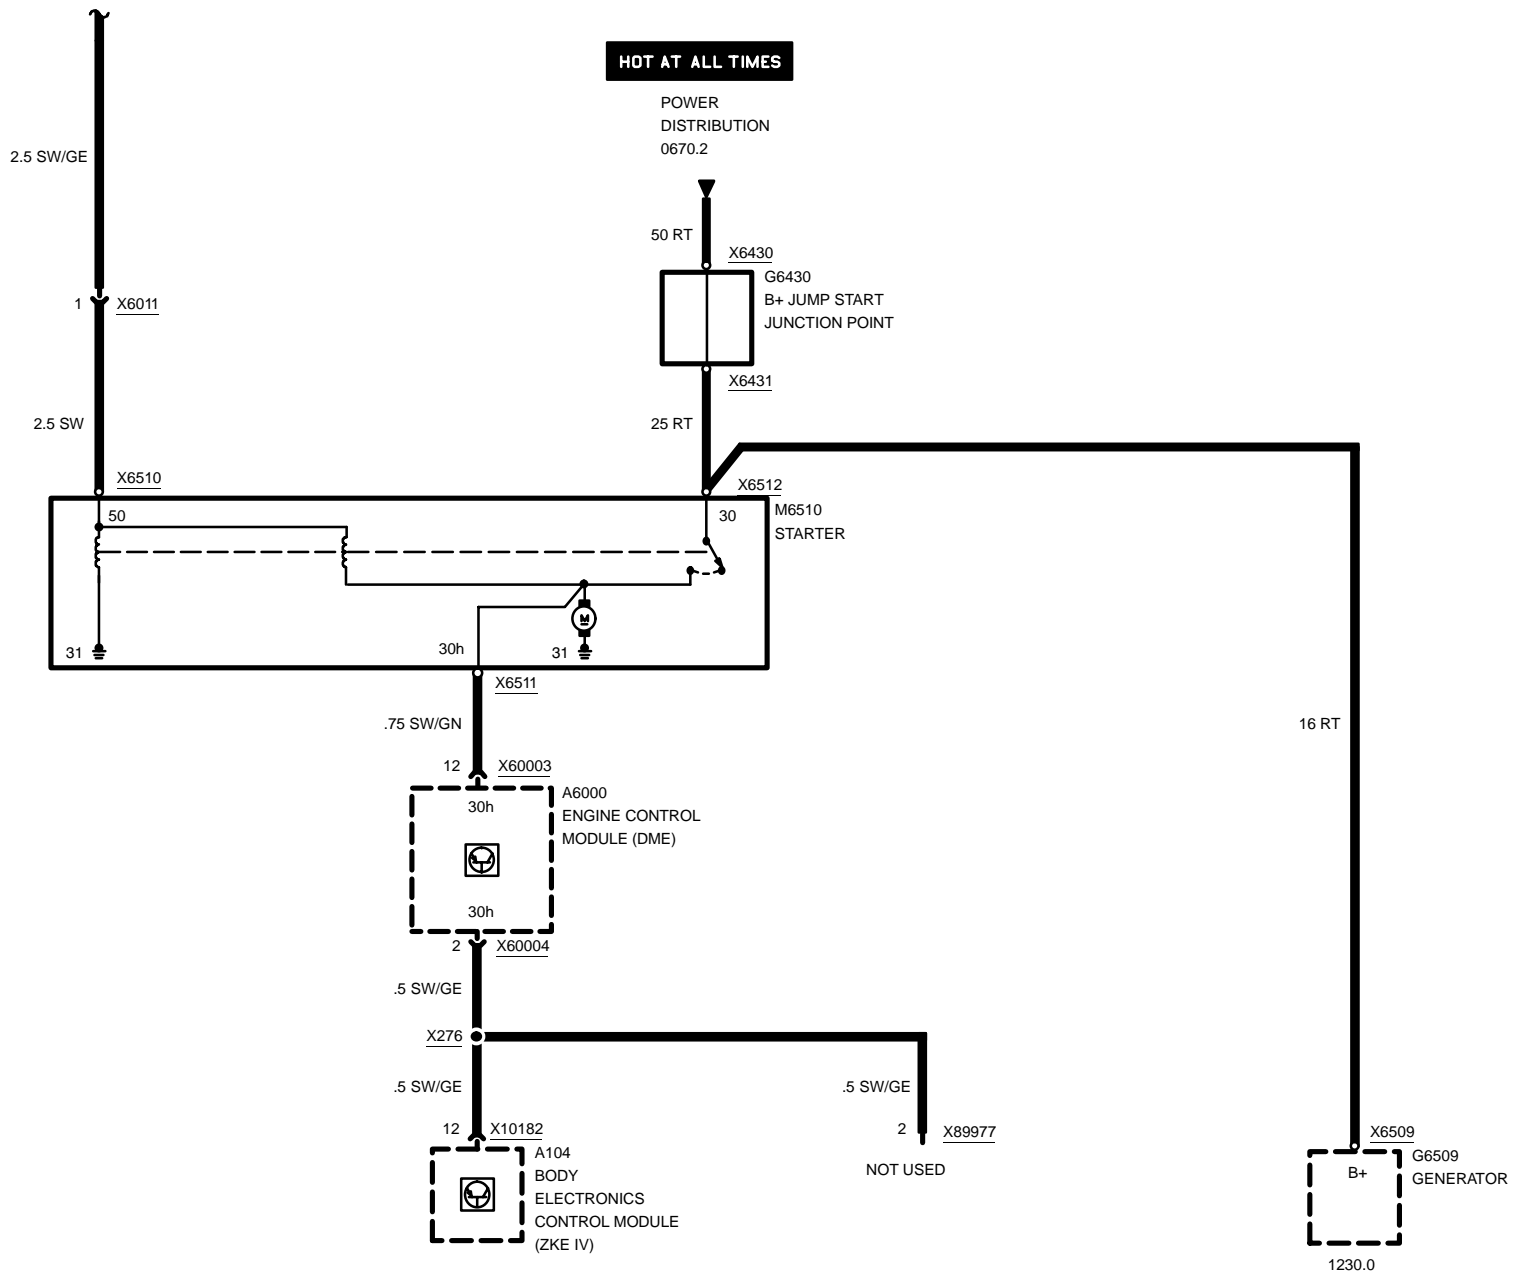 HOT AT ALL TIMES
POWER
DISTRIBUTION
0670.2
2.5 SW/GE
50 RT
X6430
G6430
B+ JUMP START
JUNCTION POINT
1
X6011
X6431
2.5 SW
25 RT
X6510
X6512
50
30
M6510
STARTER
M
31
30h
31
X6511
.75 SW/GN
16 RT
12
X60003
30h
A6000
ENGINE CONTROL
MODULE (DME)
30h
2
X60004
.5 SW/GE
X276
.5 SW/GE
.5 SW/GE
12
X10182
2
X89977
NOT USED
X6509
A104
BODY
ELECTRONICS
CONTROL MODULE
(ZKE IV)
B+
G6509
GENERATOR
1230.0